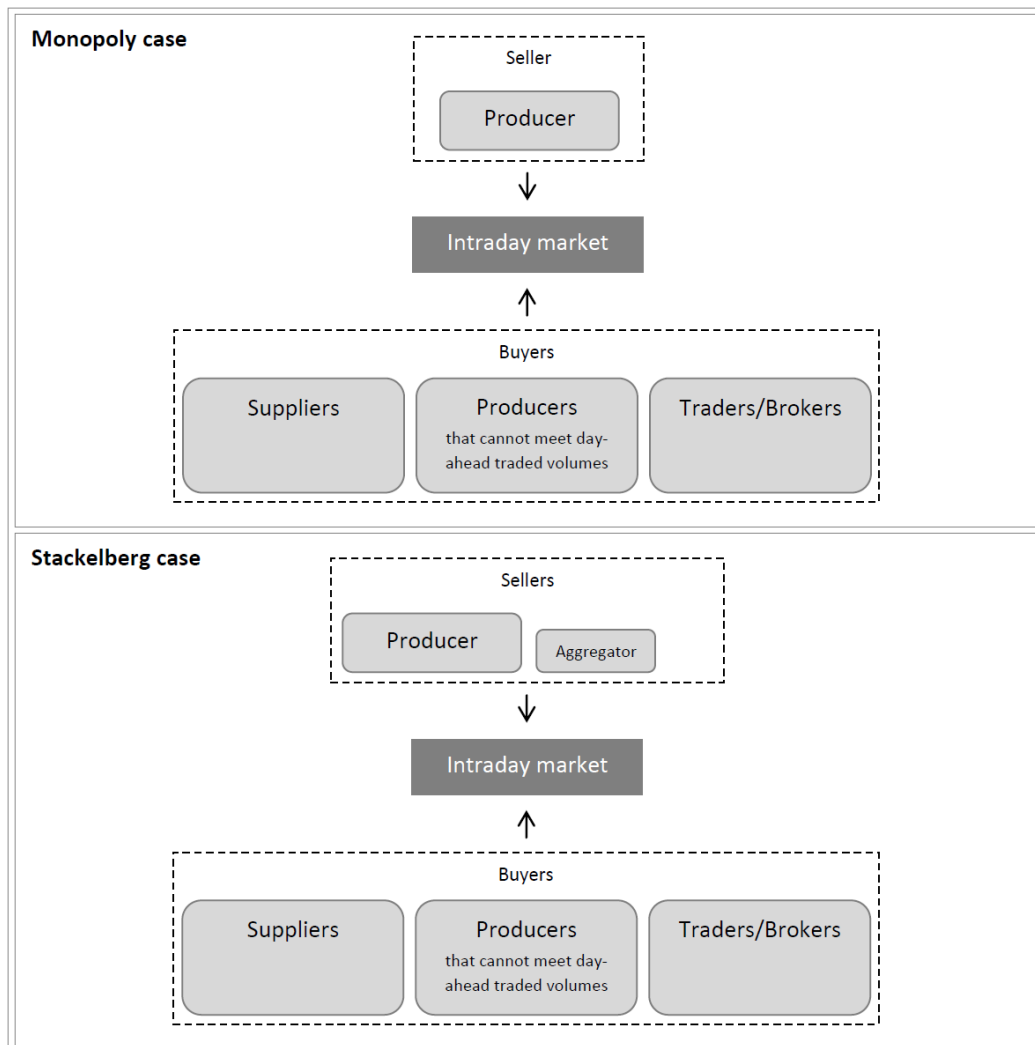 Monopoly case
Seller
Producer
Intraday market
Buyers
Suppliers
Producers
that cannot meet day-
ahead traded volumes
Traders/Brokers
Stackelberg case
Sellers
Producer
Aggregator
Intraday market
Buyers
Suppliers
Producers
that cannot meet day-
ahead traded volumes
Traders/Brokers